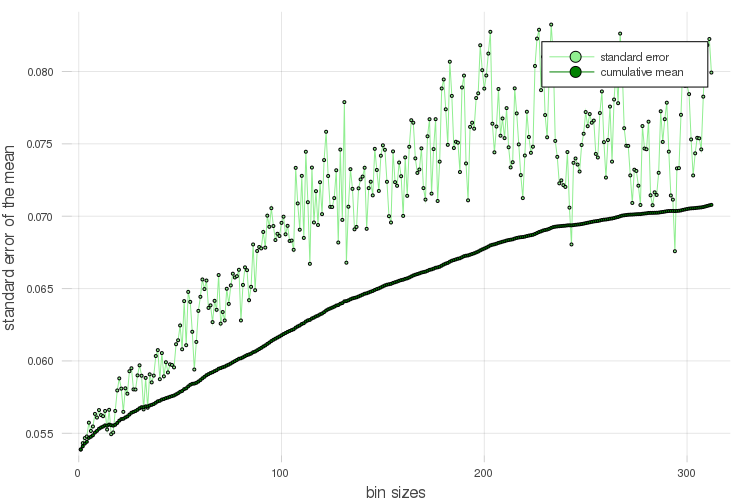 standard error
cumulative mean
0.080
0.075
0.070
0.065
0.060
0.055
standard error of the mean
0
100
200
300
bin sizes